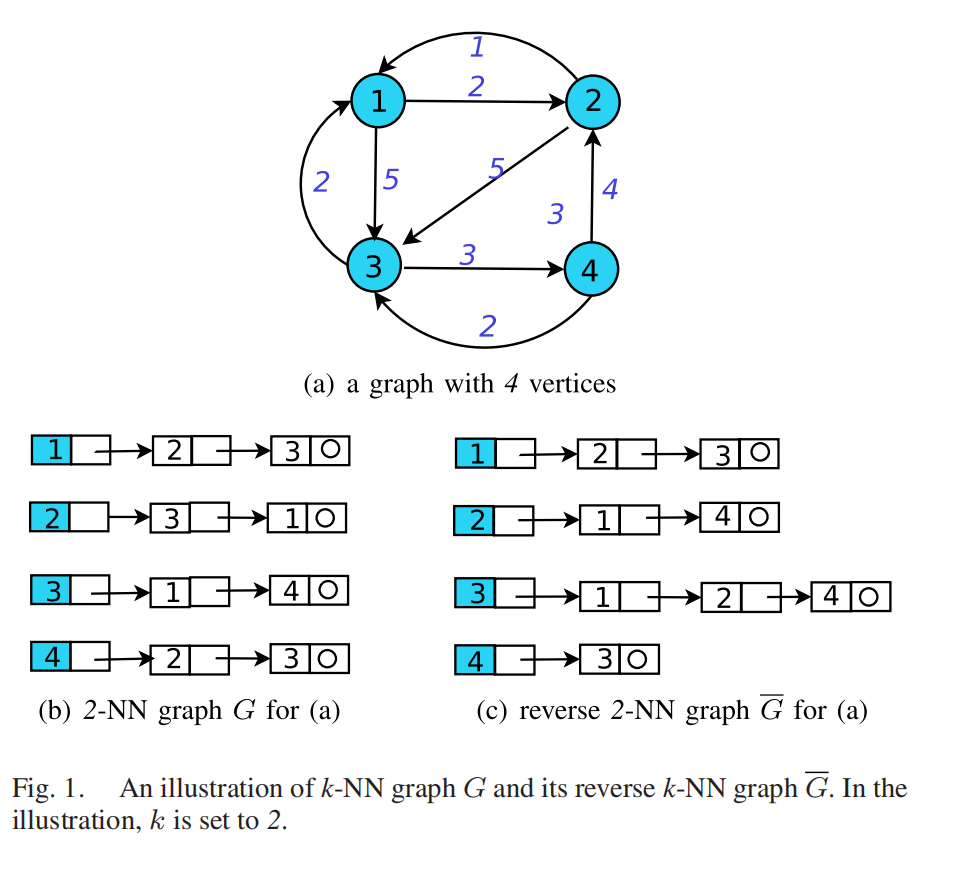 1
2
1
2
2
5
5
4
3
3
3
4
2
(a) a graph with 4 vertices
1 2 3 O
1 2 3 O
2 3 1 O
2 1 4 O
3 1 4 O
3 1 2 4 O
4 2 3 O
4 3 O
(b) 2-NN graph G for (a)
(c) reverse 2-NN graph G̅ for (a)
Fig. 1. An illustration of k-NN graph G and its reverse k-NN graph G̅. In the
illustration, k is set to 2.